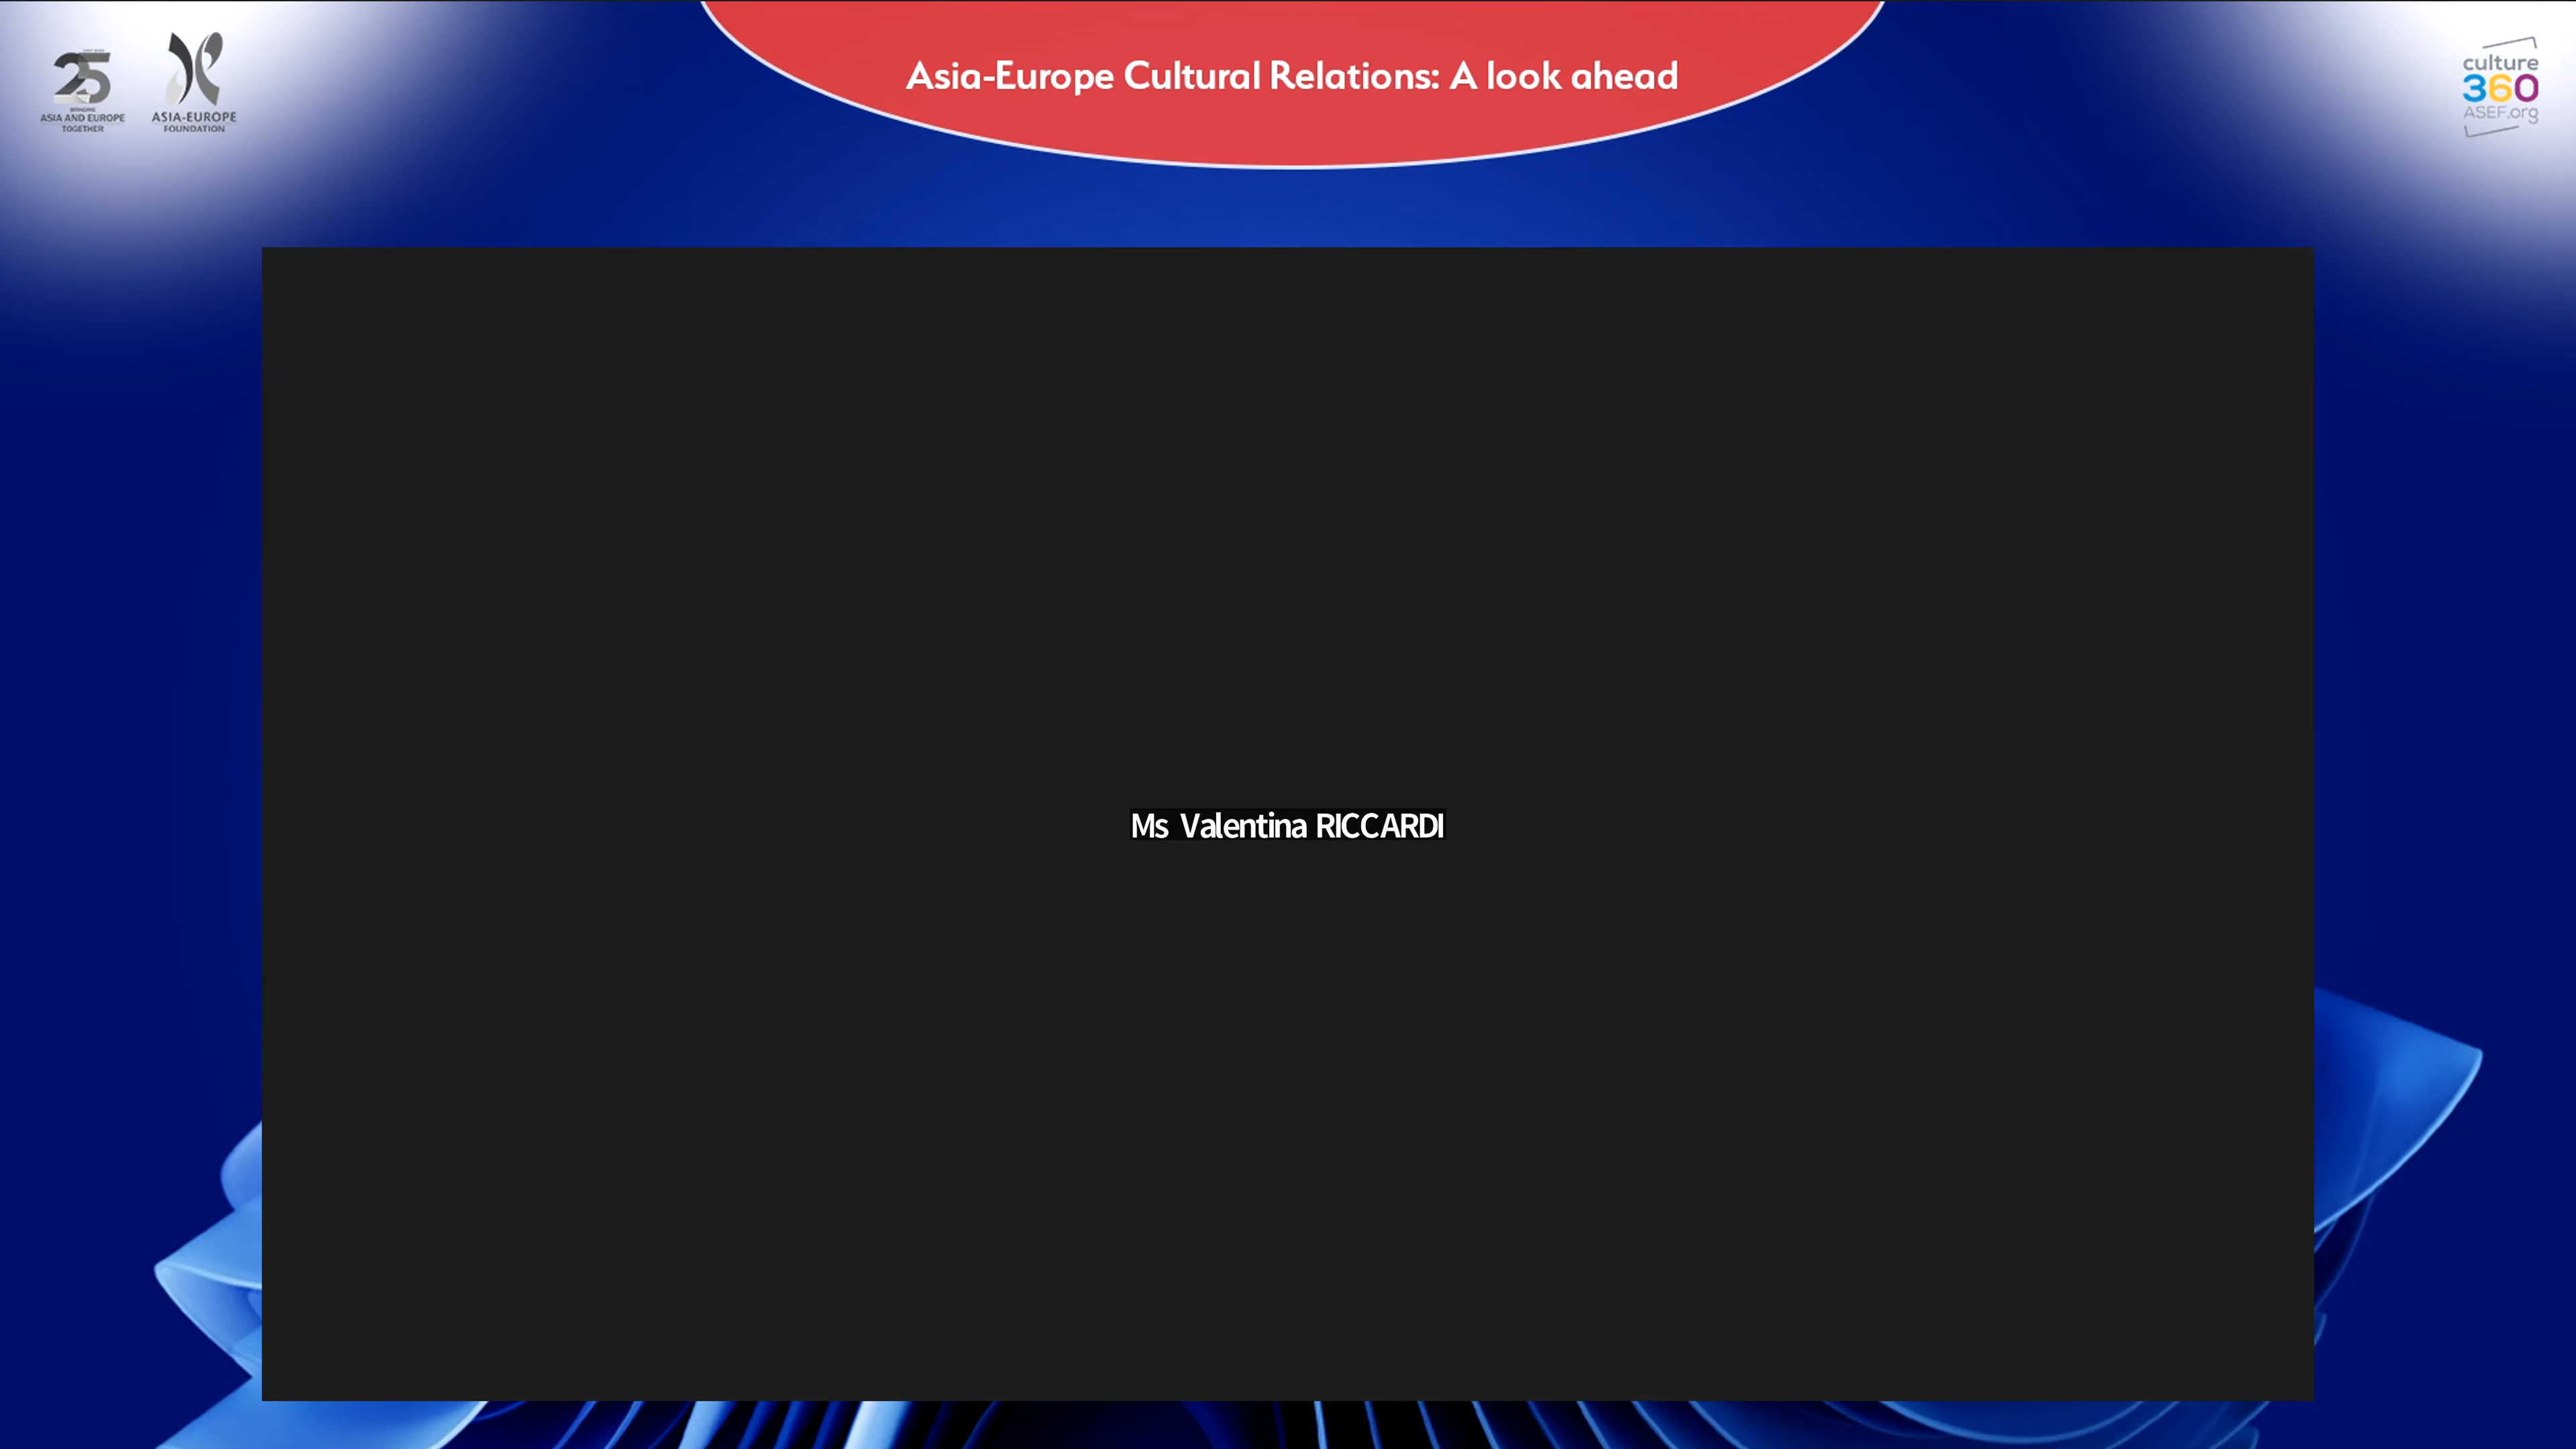 25
ASIA AND EUROPE
TOGETHER
ASIA-EUROPE
FOUNDATION
Asia-Europe Cultural Relations: A look ahead
culture
360
ASEF.org
Ms Valentina RICCARDI